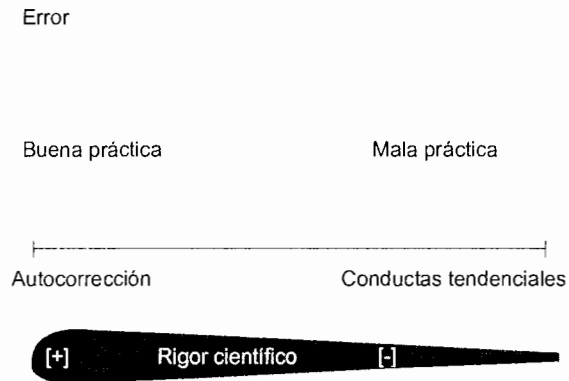 Error
Buena práctica Mala práctica
Autocorrección Conductas tendenciales
[+] Rigor científico [-]